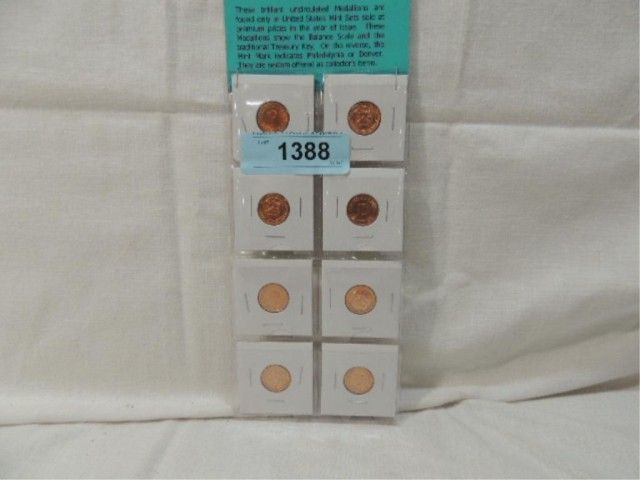 These brilliant uncirculated Medallions are
found only in United States Mint Sets sold at
premium prices in the year of issue. These
Medallions show the Balance Scale and the
traditional Treasury Key. On the reverse, the
Mint Mark indicates Philadelphia or Denver.
They are seldom offered as collector's items.
1388